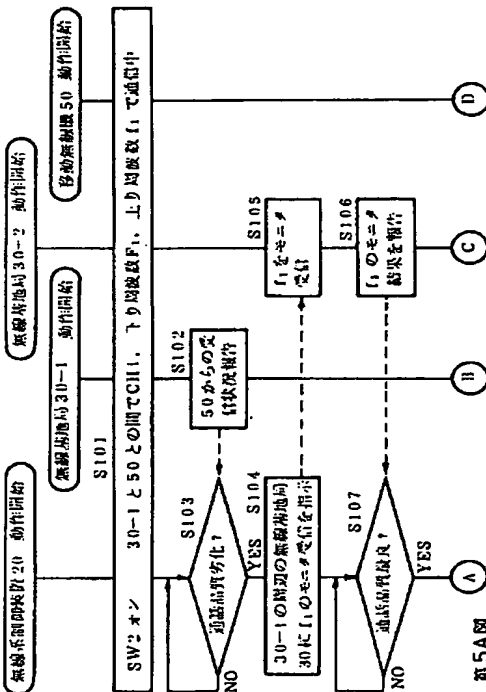 無線系制御装置20 動作開始
無線基地局30-1
動作開始
無線基地局30-2 動作開始
移動無線機50 動作開始
S101
SW2オン 30-1と50との間でCH1, 下り周波数F₁, 上り周波数f₁で通信中
S102
50からの受
信状況報告
S103
通話品質劣化?
NO
YES
S104
30-1の周辺の無線基地局
30にf₁のモニタ受信を指示
S105
f₁をモニタ
受信
S106
f₁のモニタ
結果を報告
S107
通話品質最良?
NO
YES
A
B
C
D
第5A図